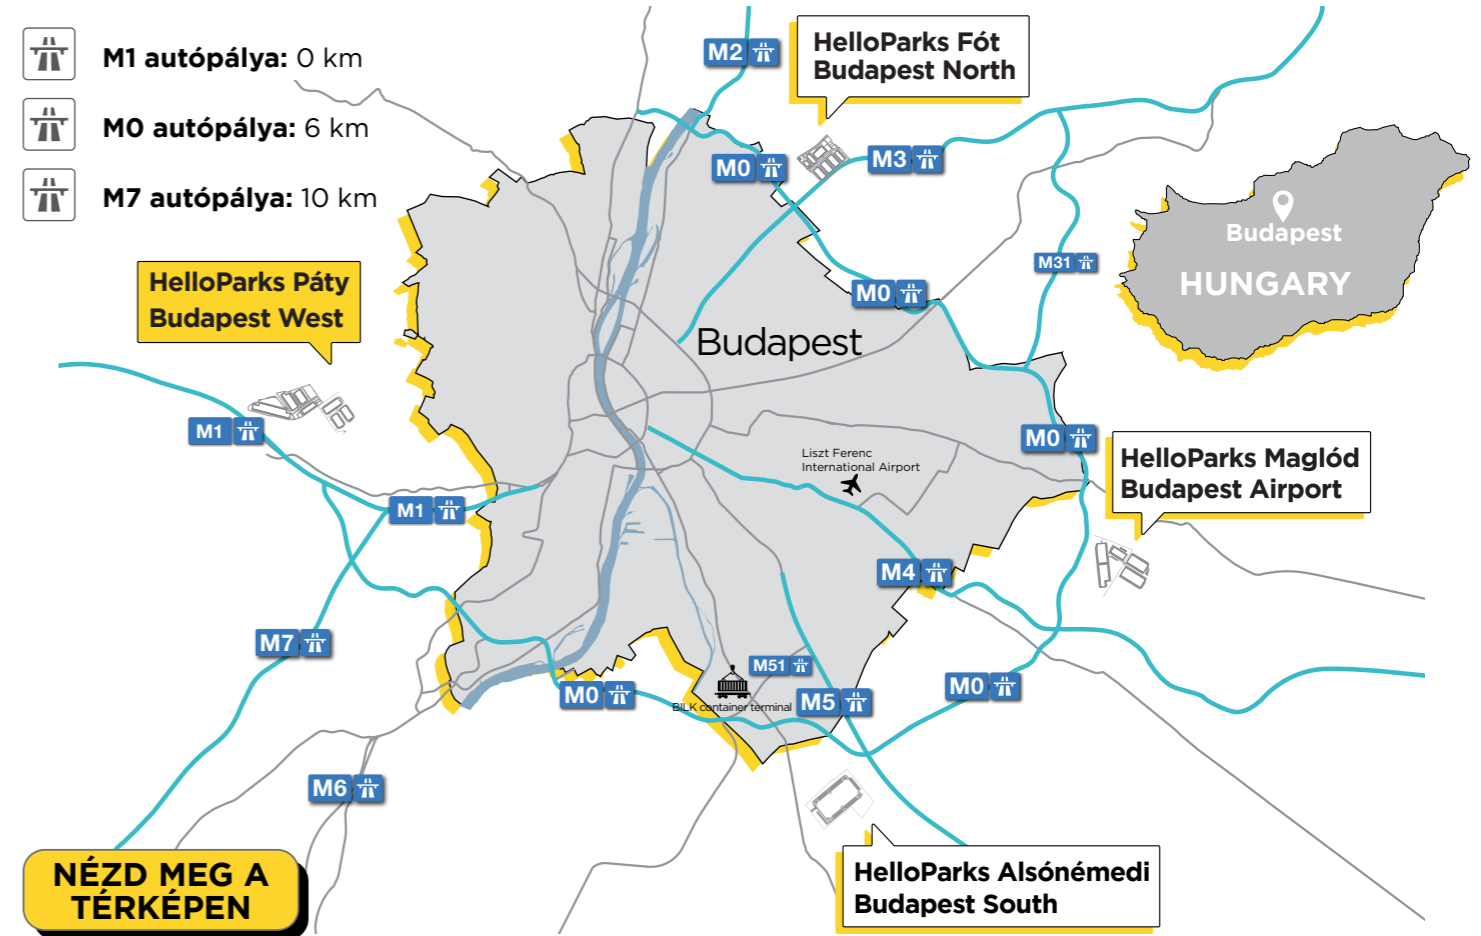 M1 autópálya: 0 km
M0 autópálya: 6 km
M7 autópálya: 10 km
M2
HelloParks Fót
Budapest North
M0
M3
Budapest
HUNGARY
M31
HelloParks Páty
Budapest West
M0
Budapest
M1
M0
Liszt Ferenc
International Airport
HelloParks Maglód
Budapest Airport
M1
M4
M7
M51
M0
M0
M5
BILK container terminal
M6
NÉZD MEG A
TÉRKÉPEN
HelloParks Alsónémedi
Budapest South